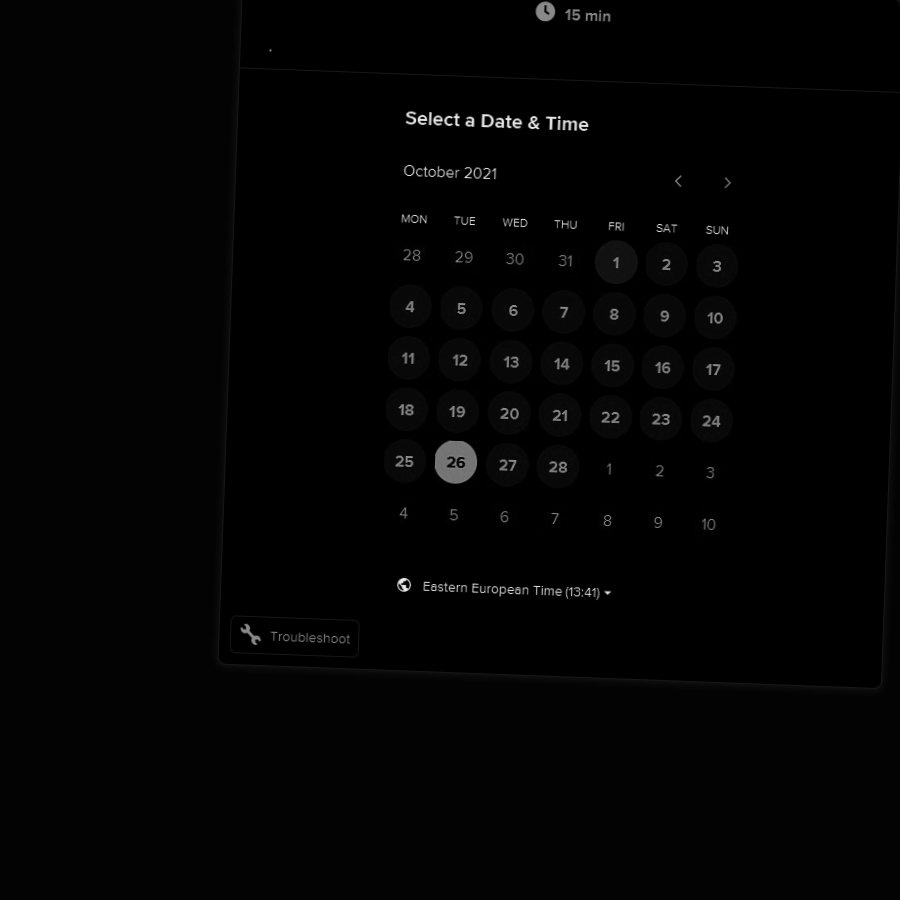 15 min
.
Select a Date & Time
October 2021
MON TUE WED THU FRI SAT SUN
28 29 30 31 1 2 3
4 5 6 7 8 9 10
11 12 13 14 15 16 17
18 19 20 21 22 23 24
25 26 27 28 1 2 3
4 5 6 7 8 9 10
Eastern European Time (13:41)
Troubleshoot